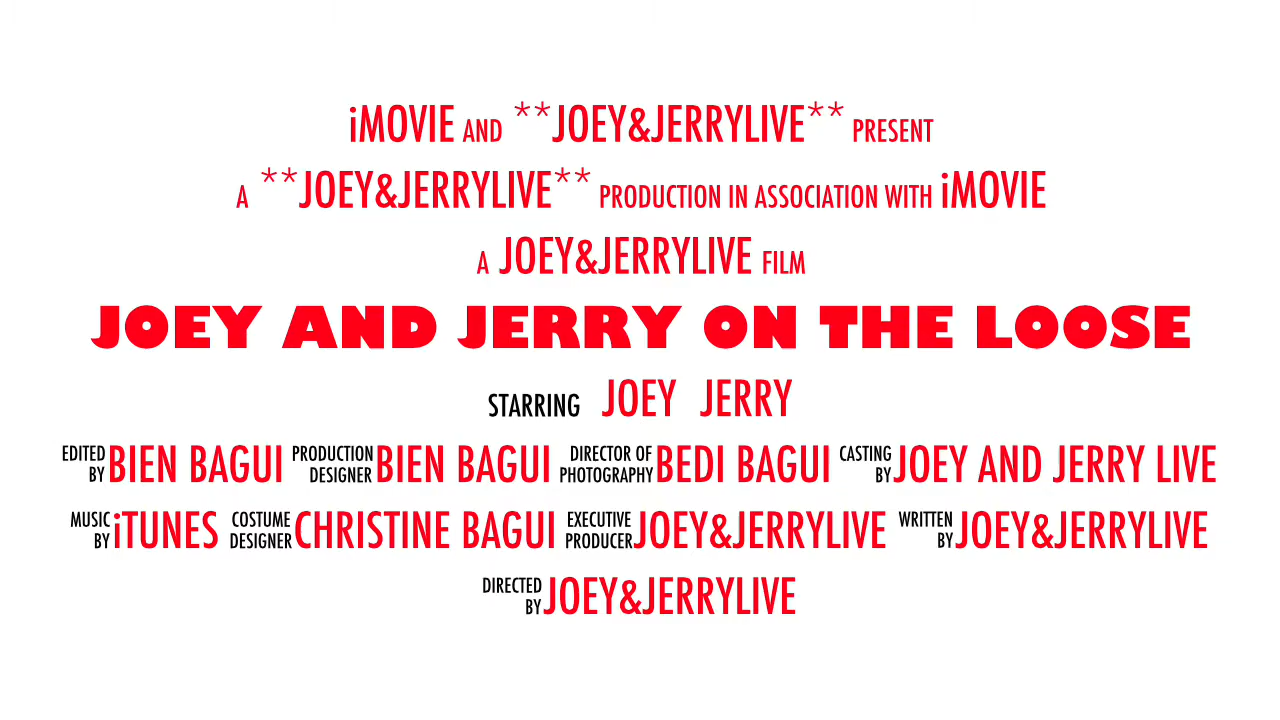 iMOVIE AND **JOEY&JERRYLIVE** PRESENT
A **JOEY&JERRYLIVE** PRODUCTION IN ASSOCIATION WITH iMOVIE
A JOEY&JERRYLIVE FILM
JOEY AND JERRY ON THE LOOSE
STARRING JOEY JERRY
EDITED BY BIEN BAGUI PRODUCTION DESIGNER BIEN BAGUI DIRECTOR OF PHOTOGRAPHY BEDI BAGUI CASTING BY JOEY AND JERRY LIVE
MUSIC BY iTUNES COSTUME DESIGNER CHRISTINE BAGUI EXECUTIVE PRODUCER JOEY&JERRYLIVE WRITTEN BY JOEY&JERRYLIVE
DIRECTED BY JOEY&JERRYLIVE